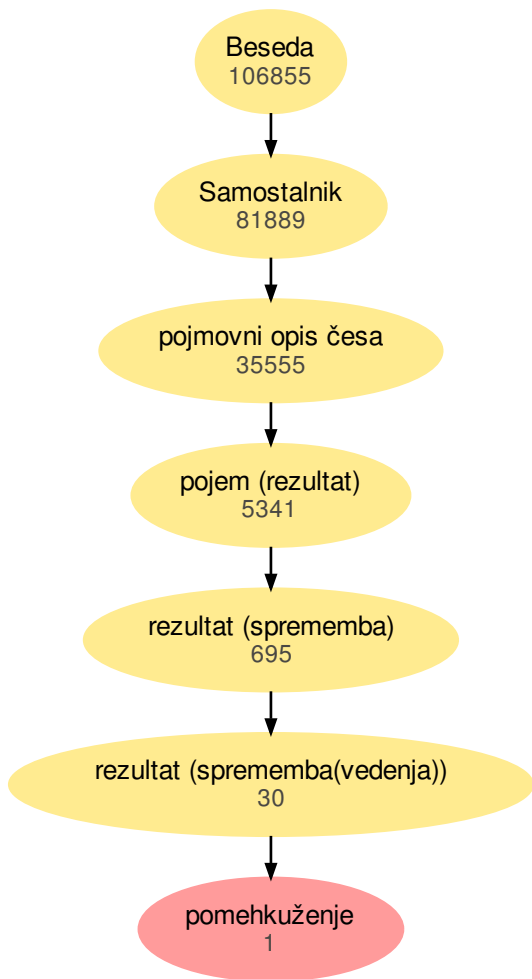 Beseda
106855
Samostalnik
81889
pojmovni opis česa
35555
pojem (rezultat)
5341
rezultat (sprememba)
695
rezultat (sprememba(vedenja))
30
pomehkuženje
1